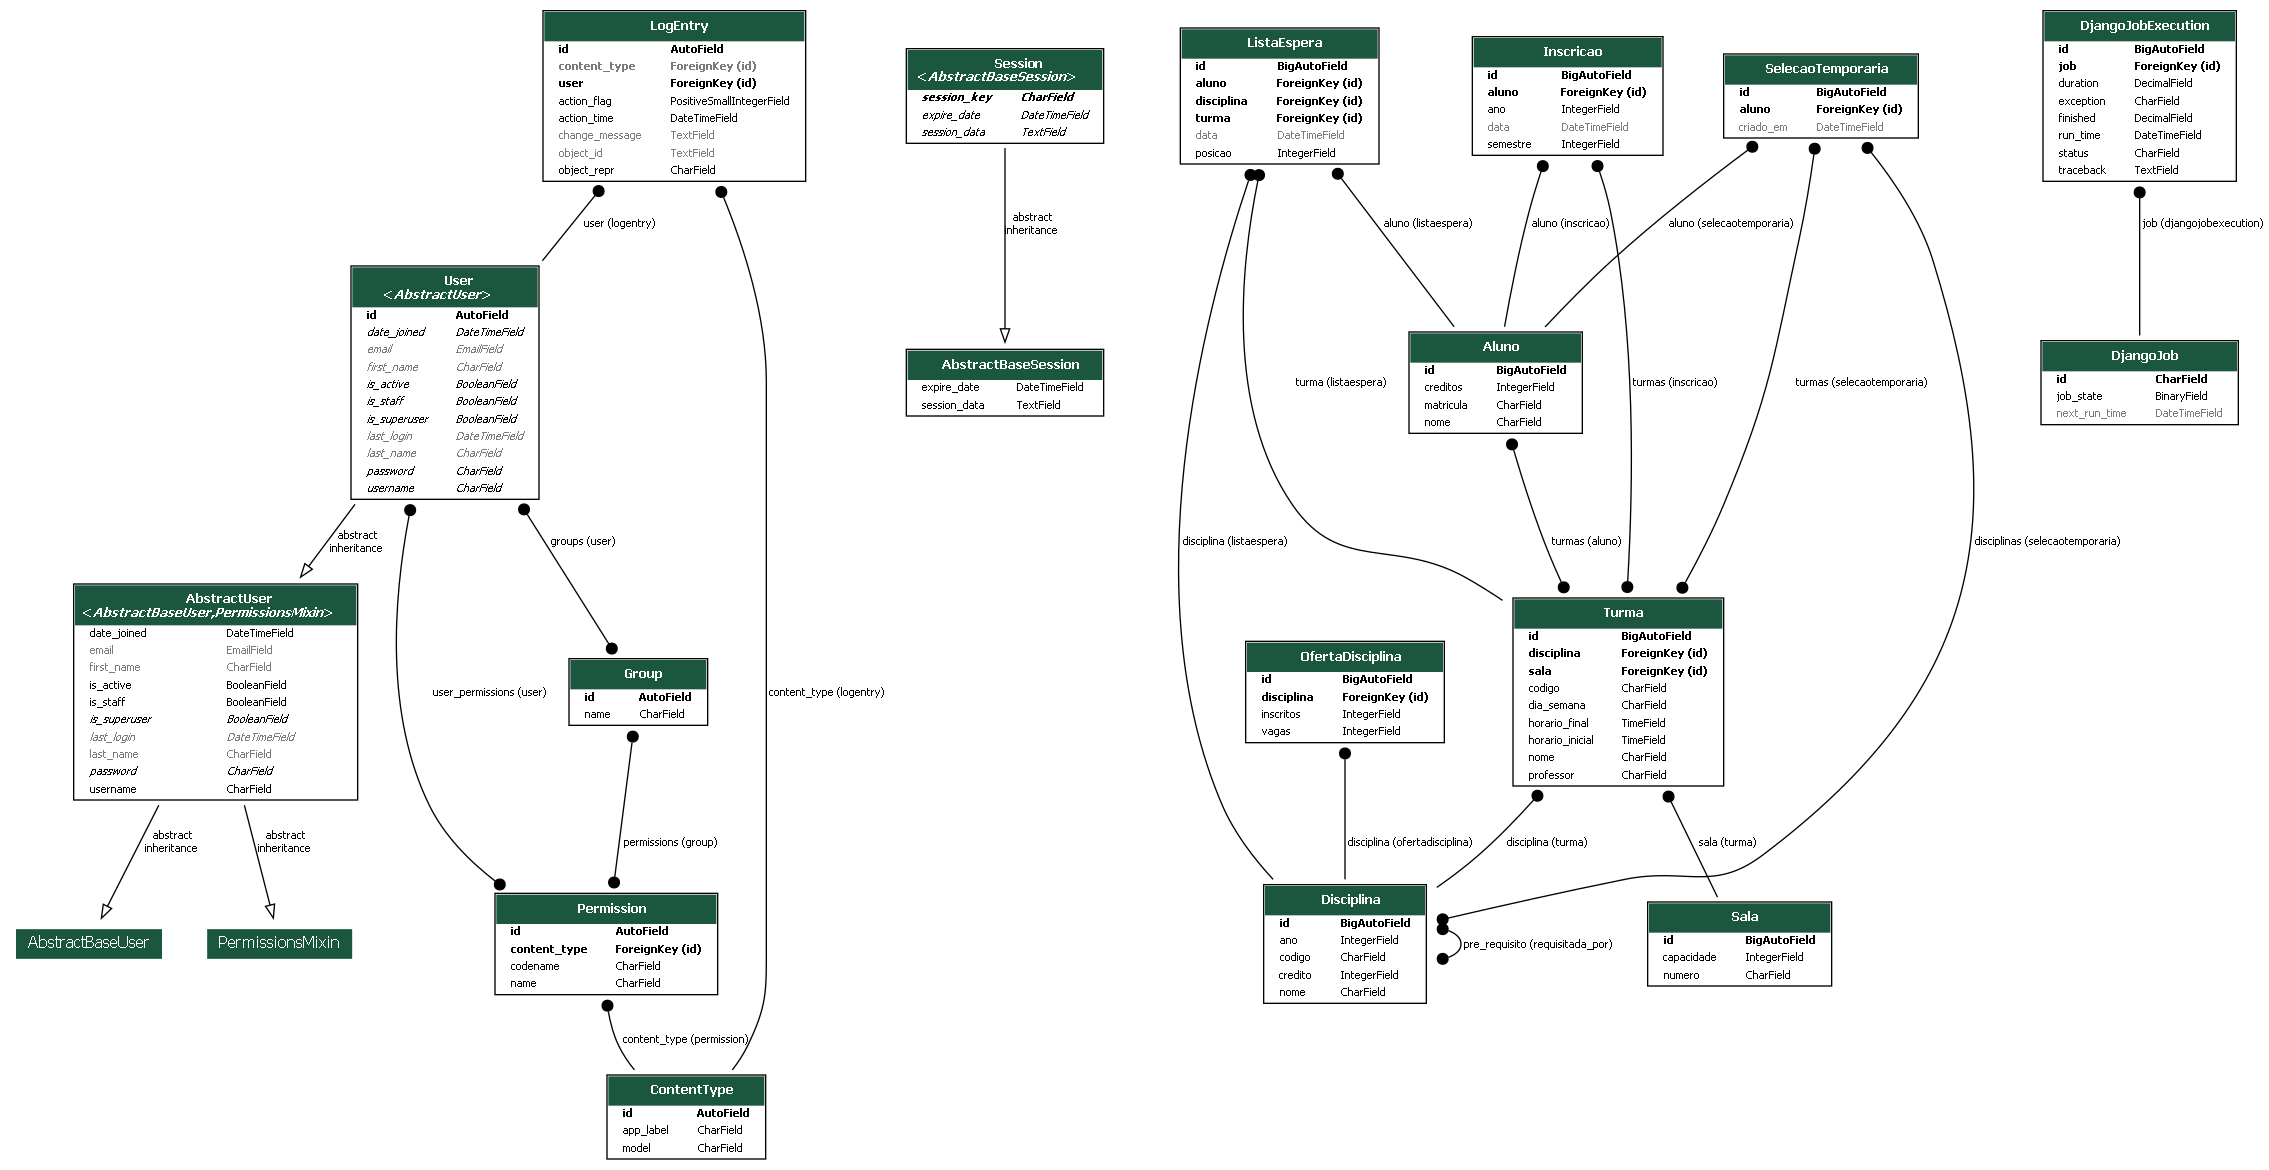 LogEntry
id AutoField
content_type ForeignKey (id)
user ForeignKey (id)
action_flag PositiveSmallIntegerField
action_time DateTimeField
change_message TextField
object_id TextField
object_repr CharField
user (logentry)
User
<AbstractUser>
id AutoField
date_joined DateTimeField
email EmailField
first_name CharField
is_active BooleanField
is_staff BooleanField
is_superuser BooleanField
last_login DateTimeField
last_name CharField
password CharField
username CharField
abstract
inheritance
groups (user)
AbstractUser
<AbstractBaseUser,PermissionsMixin>
date_joined DateTimeField
email EmailField
first_name CharField
is_active BooleanField
is_staff BooleanField
is_superuser BooleanField
last_login DateTimeField
last_name CharField
password CharField
username CharField
user_permissions (user)
content_type (logentry)
Group
id AutoField
name CharField
abstract
inheritance
abstract
inheritance
permissions (group)
AbstractBaseUser
PermissionsMixin
Permission
id AutoField
content_type ForeignKey (id)
codename CharField
name CharField
content_type (permission)
ContentType
id AutoField
app_label CharField
model CharField
Session
<AbstractBaseSession>
session_key CharField
expire_date DateTimeField
session_data TextField
abstract
inheritance
AbstractBaseSession
expire_date DateTimeField
session_data TextField
ListaEspera
id BigAutoField
aluno ForeignKey (id)
disciplina ForeignKey (id)
turma ForeignKey (id)
data DateTimeField
posicao IntegerField
Inscricao
id BigAutoField
aluno ForeignKey (id)
ano IntegerField
data DateTimeField
semestre IntegerField
SelecaoTemporaria
id BigAutoField
aluno ForeignKey (id)
criado_em DateTimeField
aluno (listaespera)
aluno (inscricao)
aluno (selecaotemporaria)
Aluno
id BigAutoField
creditos IntegerField
matricula CharField
nome CharField
turma (listaespera)
turmas (inscricao)
turmas (selecaotemporaria)
disciplina (listaespera)
turmas (aluno)
disciplinas (selecaotemporaria)
Turma
id BigAutoField
disciplina ForeignKey (id)
sala ForeignKey (id)
codigo CharField
dia_semana CharField
horario_final TimeField
horario_inicial TimeField
nome CharField
professor CharField
OfertaDisciplina
id BigAutoField
disciplina ForeignKey (id)
inscritos IntegerField
vagas IntegerField
disciplina (ofertadisciplina)
disciplina (turma)
sala (turma)
Disciplina
id BigAutoField
ano IntegerField
codigo CharField
credito IntegerField
nome CharField
pre_requisito (requisitada_por)
Sala
id BigAutoField
capacidade IntegerField
numero CharField
DjangoJobExecution
id BigAutoField
job ForeignKey (id)
duration DecimalField
exception CharField
finished DecimalField
run_time DateTimeField
status CharField
traceback TextField
job (djangojobexecution)
DjangoJob
id CharField
job_state BinaryField
next_run_time DateTimeField